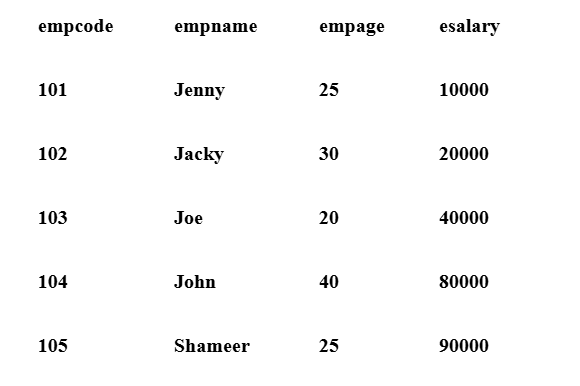 empcode empname empage esalary
101 Jenny 25 10000
102 Jacky 30 20000
103 Joe 20 40000
104 John 40 80000
105 Shameer 25 90000